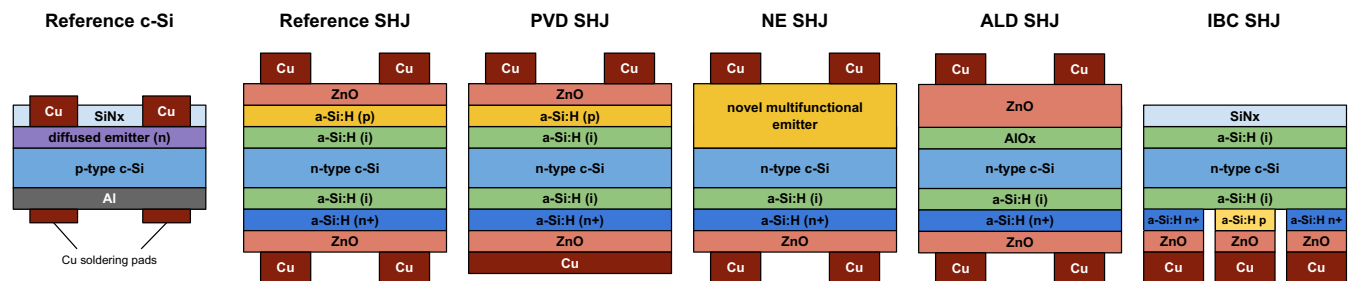 Reference c-Si
Cu
Cu
SiNx
diffused emitter (n)
p-type c-Si
Al
Cu soldering pads
Reference SHJ
Cu
Cu
ZnO
a-Si:H (p)
a-Si:H (i)
n-type c-Si
a-Si:H (i)
a-Si:H (n+)
ZnO
Cu
Cu
PVD SHJ
Cu
Cu
ZnO
a-Si:H (p)
a-Si:H (i)
n-type c-Si
a-Si:H (i)
a-Si:H (n+)
ZnO
Cu
NE SHJ
Cu
Cu
novel multifunctional
emitter
n-type c-Si
a-Si:H (i)
a-Si:H (n+)
ZnO
Cu
Cu
ALD SHJ
Cu
Cu
ZnO
AlOx
n-type c-Si
a-Si:H (i)
a-Si:H (n+)
ZnO
Cu
Cu
IBC SHJ
SiNx
a-Si:H (i)
n-type c-Si
a-Si:H (i)
a-Si:H n+
a-Si:H p
a-Si:H n+
ZnO
ZnO
ZnO
Cu
Cu
Cu